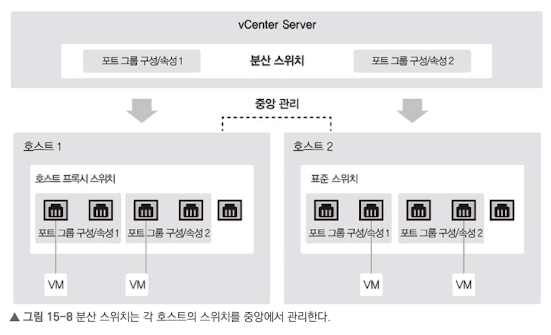 vCenter Server
포트 그룹 구성/속성 1
분산 스위치
포트 그룹 구성/속성 2
중앙 관리
호스트 1
호스트 프록시 스위치
포트 그룹 구성/속성 1
포트 그룹 구성/속성 2
VM
VM
호스트 2
표준 스위치
포트 그룹 구성/속성 1
포트 그룹 구성/속성 2
VM
VM
▲ 그림 15-8 분산 스위치는 각 호스트의 스위치를 중앙에서 관리한다.